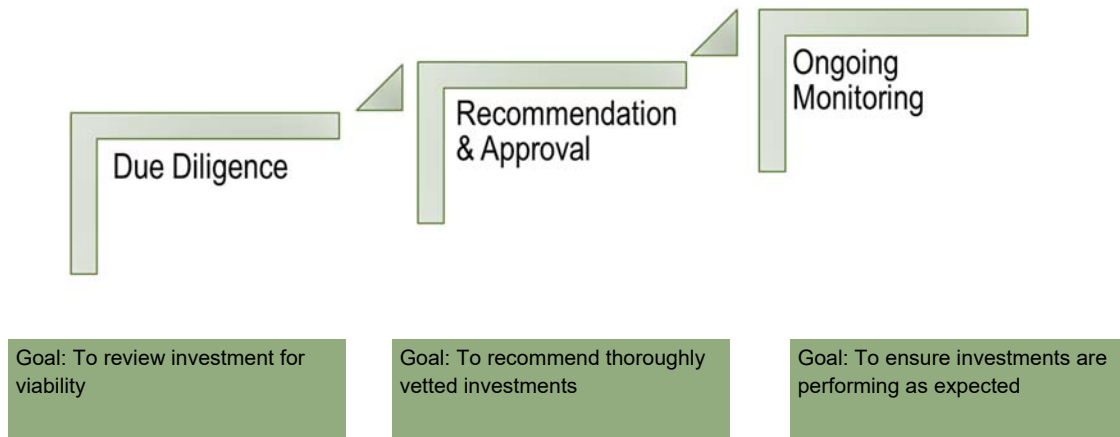 Due Diligence
Recommendation
& Approval
Ongoing
Monitoring
Goal: To review investment for
viability
Goal: To recommend thoroughly
vetted investments
Goal: To ensure investments are
performing as expected